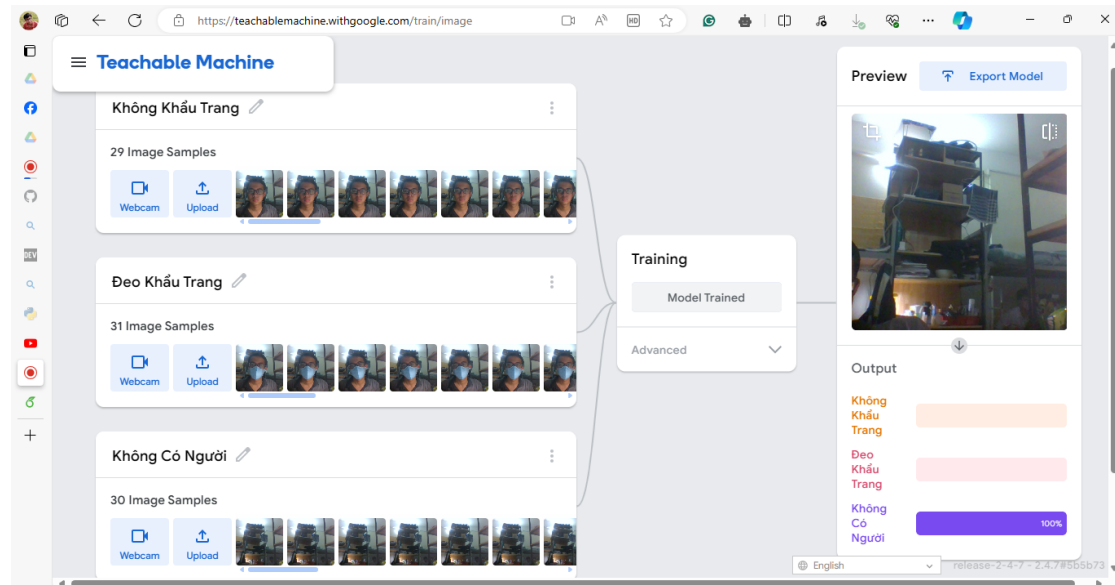 https://teachablemachine.withgoogle.com/train/image
Teachable Machine
Không Khẩu Trang
29 Image Samples
Webcam
Upload
Đeo Khẩu Trang
31 Image Samples
Webcam
Upload
Không Có Người
30 Image Samples
Webcam
Upload
Training
Model Trained
Advanced
Preview
Export Model
Output
Không
Khẩu
Trang
Đeo
Khẩu
Trang
Không
Có
Người
100%
English
release-2-4-7 - 2.4.7#5b5b73
HD
DEV